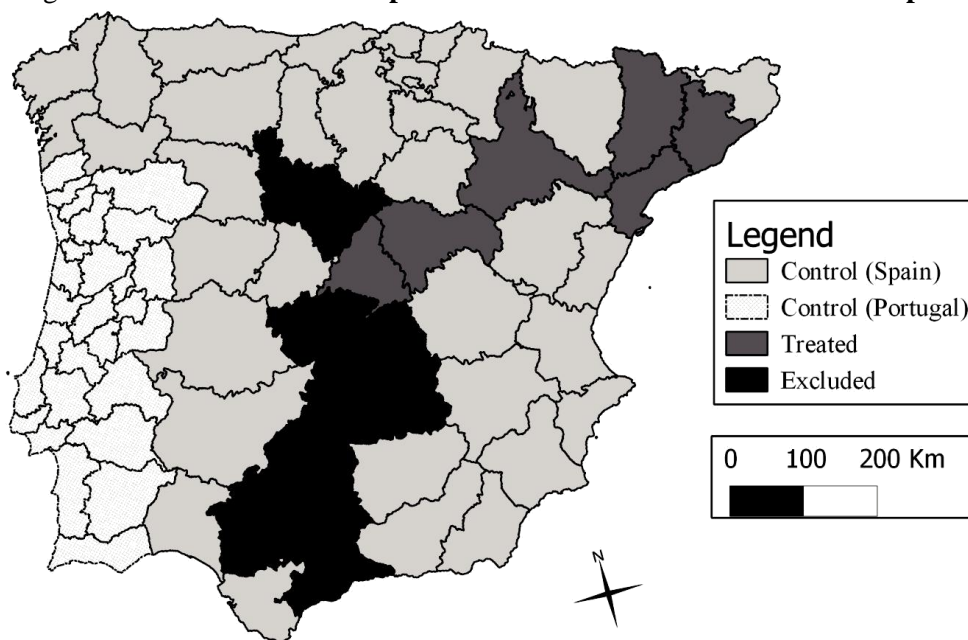 Legend
Control (Spain)
Control (Portugal)
Treated
Excluded
0 100 200 Km
N